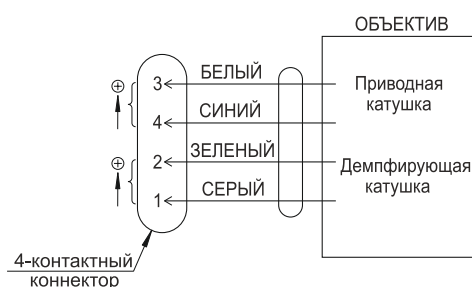 ОБЪЕКТИВ
3 БЕЛЫЙ
4 СИНИЙ
Приводная
катушка
2 ЗЕЛЕНЫЙ
1 СЕРЫЙ
Демпфирующая
катушка
4-контактный
коннектор